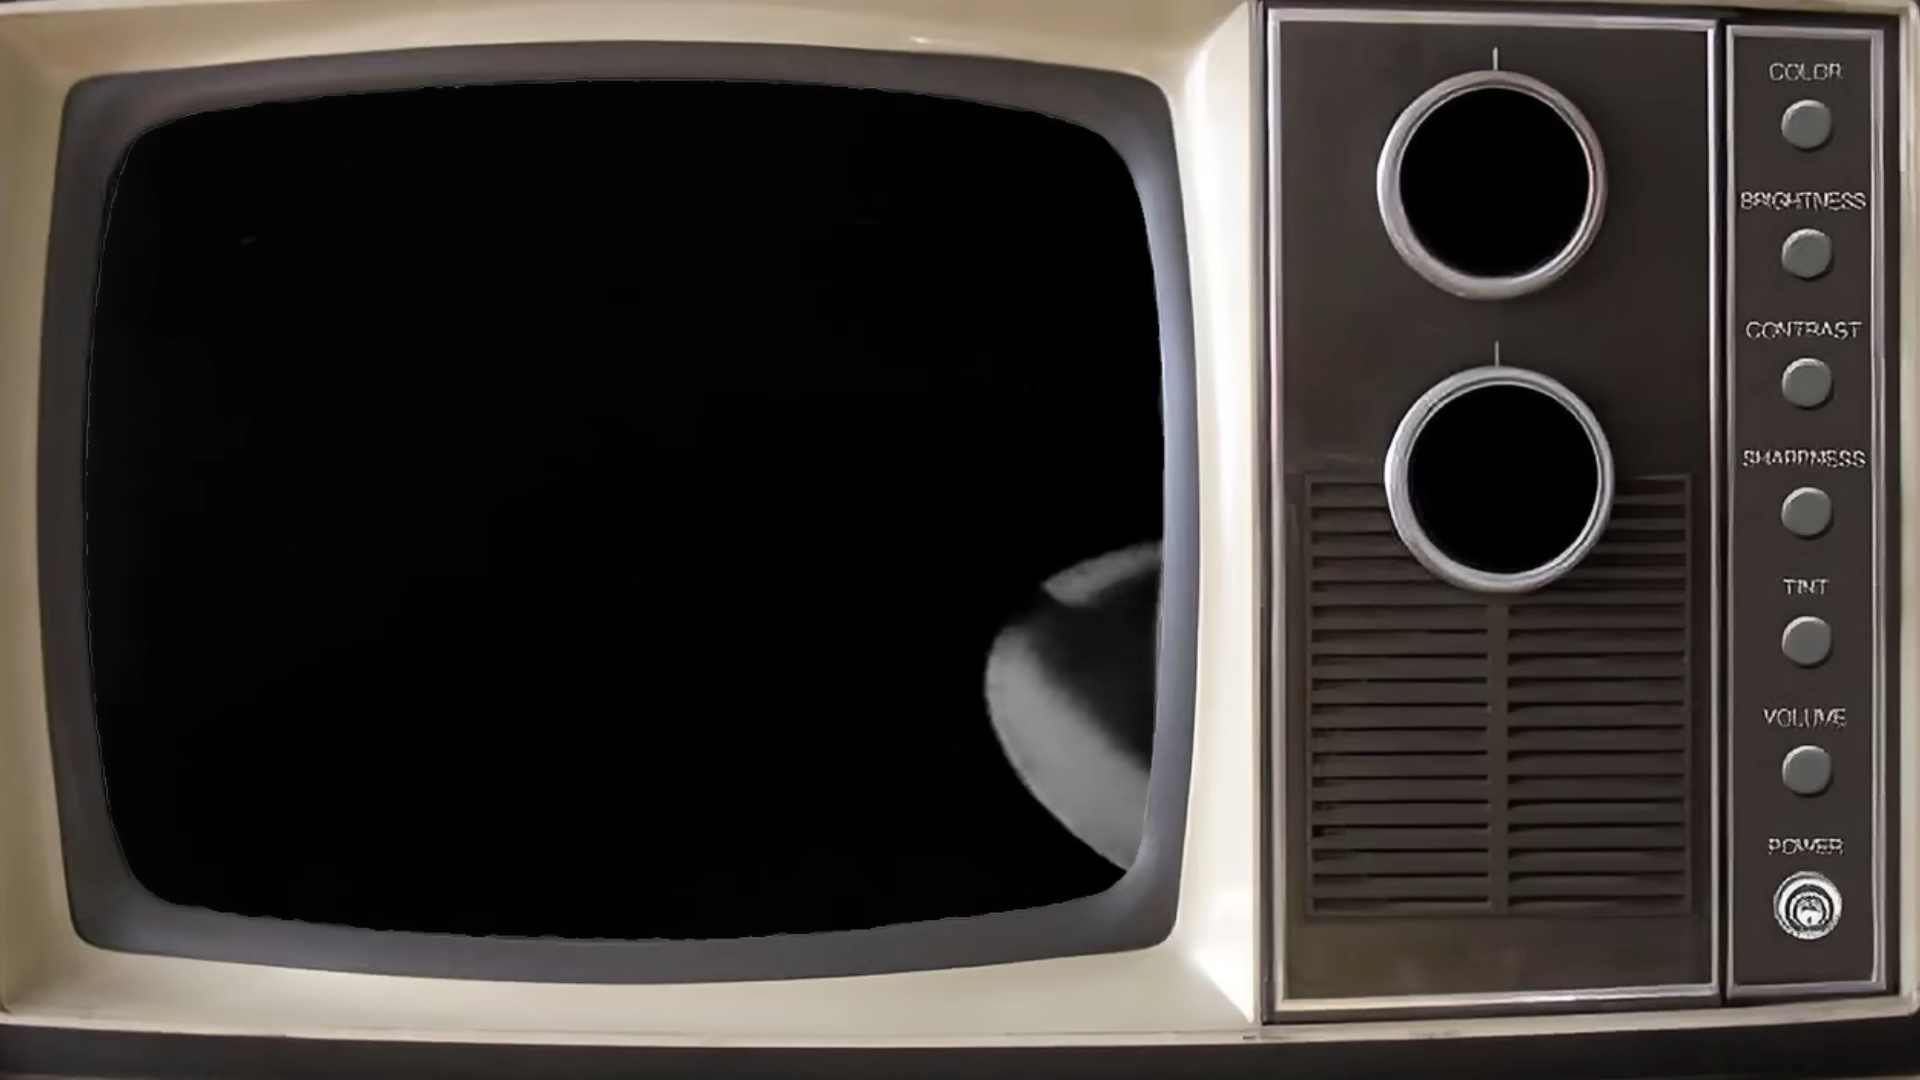 COLOR
BRIGHTNESS
CONTRAST
SHARPNESS
TINT
VOLUME
POWER